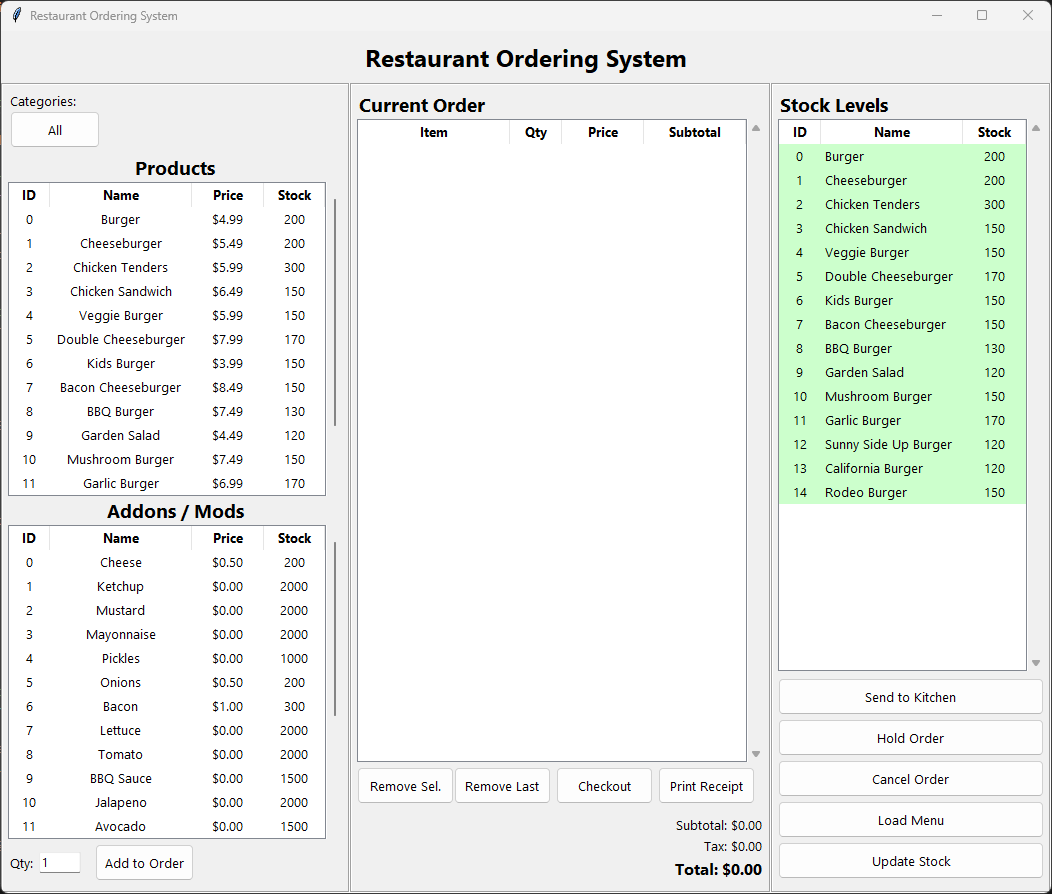 Restaurant Ordering System
Restaurant Ordering System
Categories:
All
Products
ID Name Price Stock
0 Burger $4.99 200
1 Cheeseburger $5.49 200
2 Chicken Tenders $5.99 300
3 Chicken Sandwich $6.49 150
4 Veggie Burger $5.99 150
5 Double Cheeseburger $7.99 170
6 Kids Burger $3.99 150
7 Bacon Cheeseburger $8.49 150
8 BBQ Burger $7.49 130
9 Garden Salad $4.49 120
10 Mushroom Burger $7.49 150
11 Garlic Burger $6.99 170
Addons / Mods
ID Name Price Stock
0 Cheese $0.50 200
1 Ketchup $0.00 2000
2 Mustard $0.00 2000
3 Mayonnaise $0.00 2000
4 Pickles $0.00 1000
5 Onions $0.50 200
6 Bacon $1.00 300
7 Lettuce $0.00 2000
8 Tomato $0.00 2000
9 BBQ Sauce $0.00 1500
10 Jalapeno $0.00 2000
11 Avocado $0.00 1500
Qty: 1 Add to Order
Current Order
Item Qty Price Subtotal
Remove Sel. Remove Last Checkout Print Receipt
Subtotal: $0.00
Tax: $0.00
Total: $0.00
Stock Levels
ID Name Stock
0 Burger 200
1 Cheeseburger 200
2 Chicken Tenders 300
3 Chicken Sandwich 150
4 Veggie Burger 150
5 Double Cheeseburger 170
6 Kids Burger 150
7 Bacon Cheeseburger 150
8 BBQ Burger 130
9 Garden Salad 120
10 Mushroom Burger 150
11 Garlic Burger 170
12 Sunny Side Up Burger 120
13 California Burger 120
14 Rodeo Burger 150
Send to Kitchen
Hold Order
Cancel Order
Load Menu
Update Stock